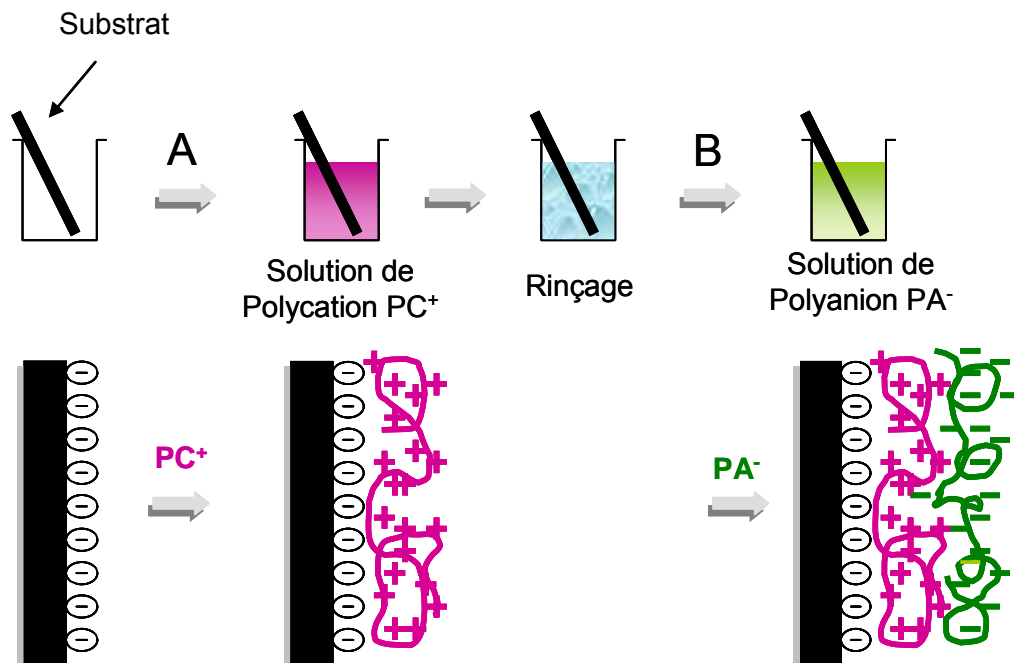 Substrat
A
B
Solution de
Polycation PC⁺
Rinçage
Solution de
Polyanion PA⁻
PC⁺
PA⁻